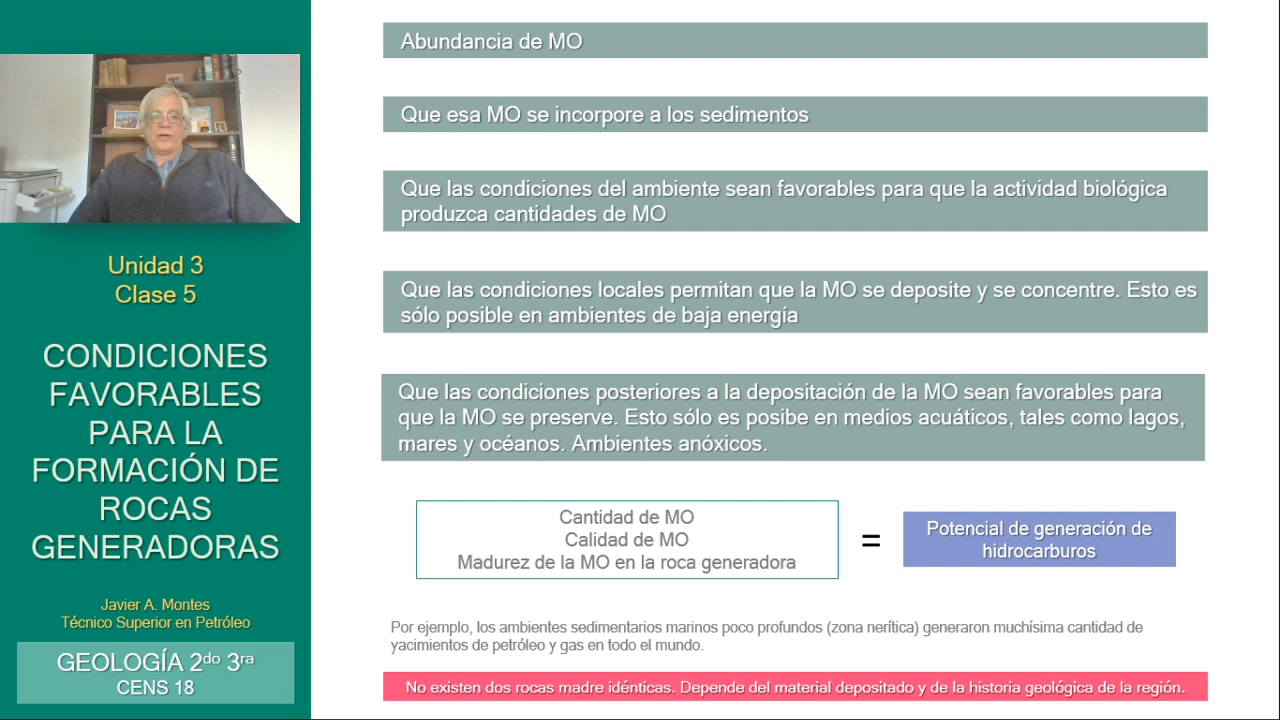 Unidad 3
Clase 5
CONDICIONES
FAVORABLES
PARA LA
FORMACIÓN DE
ROCAS
GENERADORAS
Javier A. Montes
Técnico Superior en Petróleo
GEOLOGÍA 2do 3ra
CENS 18
Abundancia de MO
Que esa MO se incorpore a los sedimentos
Que las condiciones del ambiente sean favorables para que la actividad biológica
produzca cantidades de MO
Que las condiciones locales permitan que la MO se deposite y se concentre. Esto es
sólo posible en ambientes de baja energía
Que las condiciones posteriores a la depositación de la MO sean favorables para
que la MO se preserve. Esto sólo es posibe en medios acuáticos, tales como lagos,
mares y océanos. Ambientes anóxicos.
Cantidad de MO
Calidad de MO
Madurez de la MO en la roca generadora
=
Potencial de generación de
hidrocarburos
Por ejemplo, los ambientes sedimentarios marinos poco profundos (zona nerítica) generaron muchísima cantidad de
yacimientos de petróleo y gas en todo el mundo.
No existen dos rocas madre idénticas. Depende del material depositado y de la historia geológica de la región.